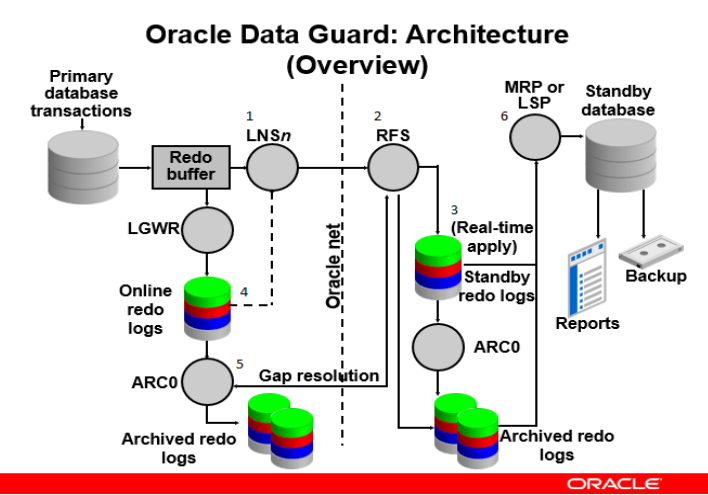 Oracle Data Guard: Architecture
(Overview)
Primary
database
transactions
1
LNSn
Redo
buffer
LGWR
Online
redo
logs
4
ARC0
5
Gap resolution
Archived redo
logs
Oracle net
2
RFS
3
(Real-time
apply)
Standby
redo logs
ARC0
Archived redo
logs
MRP or
LSP
6
Standby
database
Reports
Backup
ORACLE